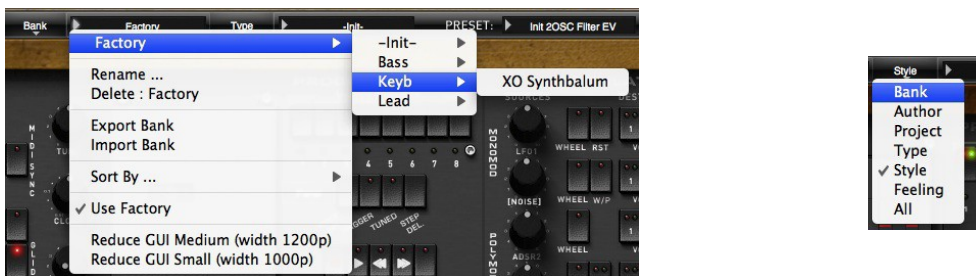 Bank Factory Type -Init- PRESET: Init 2OSC Filter EV
Factory
Rename ...
Delete : Factory
Export Bank
Import Bank
Sort By ...
✓ Use Factory
Reduce GUI Medium (width 1200p)
Reduce GUI Small (width 1000p)
-Init-
Bass
Keyb
Lead
XO Synthbalum
MIDI SYNC
4 5 6 7 8
TUNED STEP DEL.
MONOMOD
SOURCES
LFO1 WHEEL RST
[NOISE] WHEEL W/P
ADSR2 WHEEL
Style
Bank
Author
Project
Type
✓ Style
Feeling
All